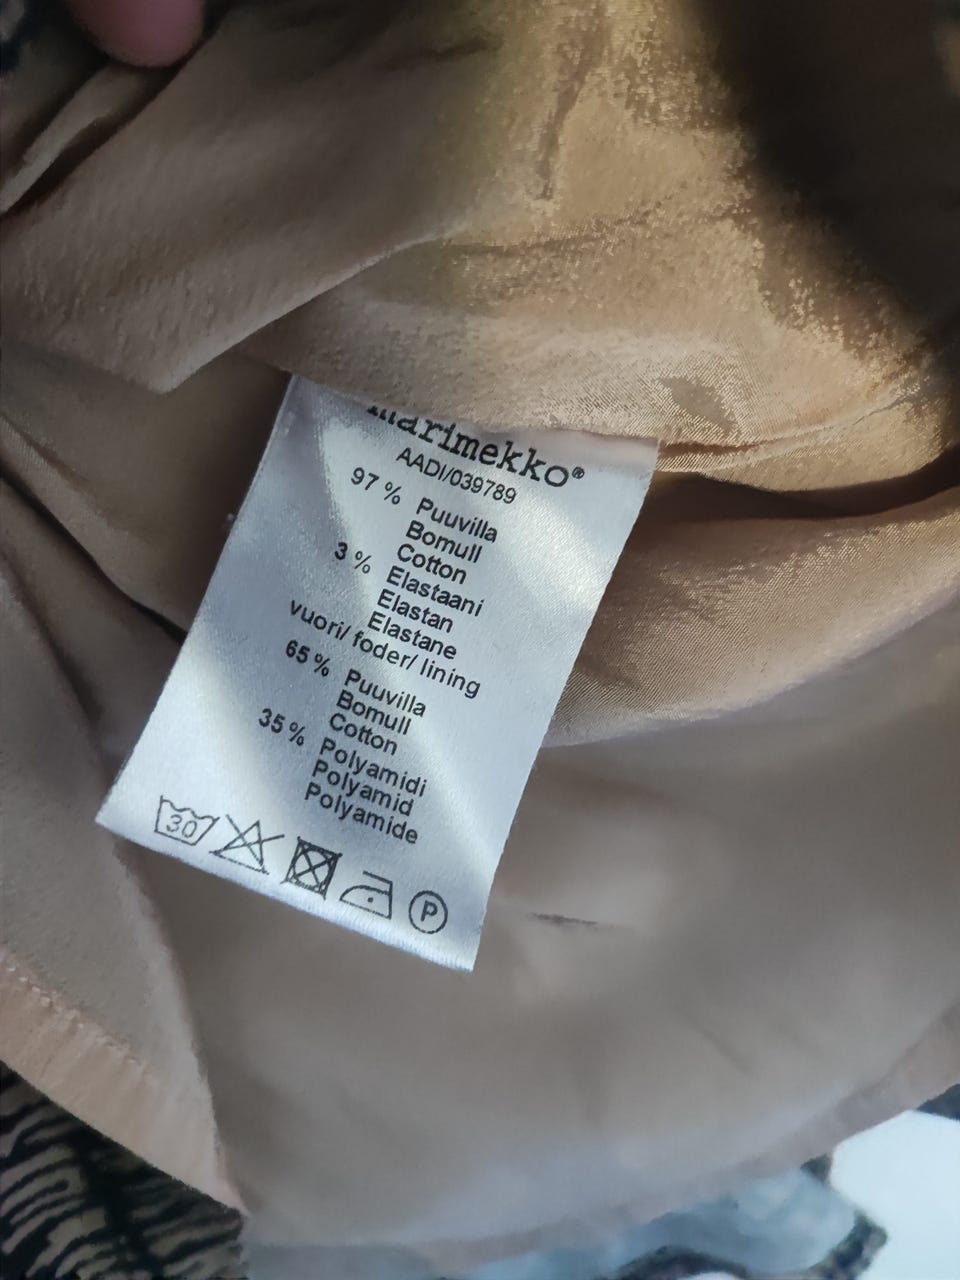 marimekko®
AADI/039789
97 % Puuvilla
Bomull
Cotton
3 % Elastaani
Elastan
Elastane
vuori/ foder/ lining
65 % Puuvilla
Bomull
Cotton
35 % Polyamidi
Polyamid
Polyamide
30 P